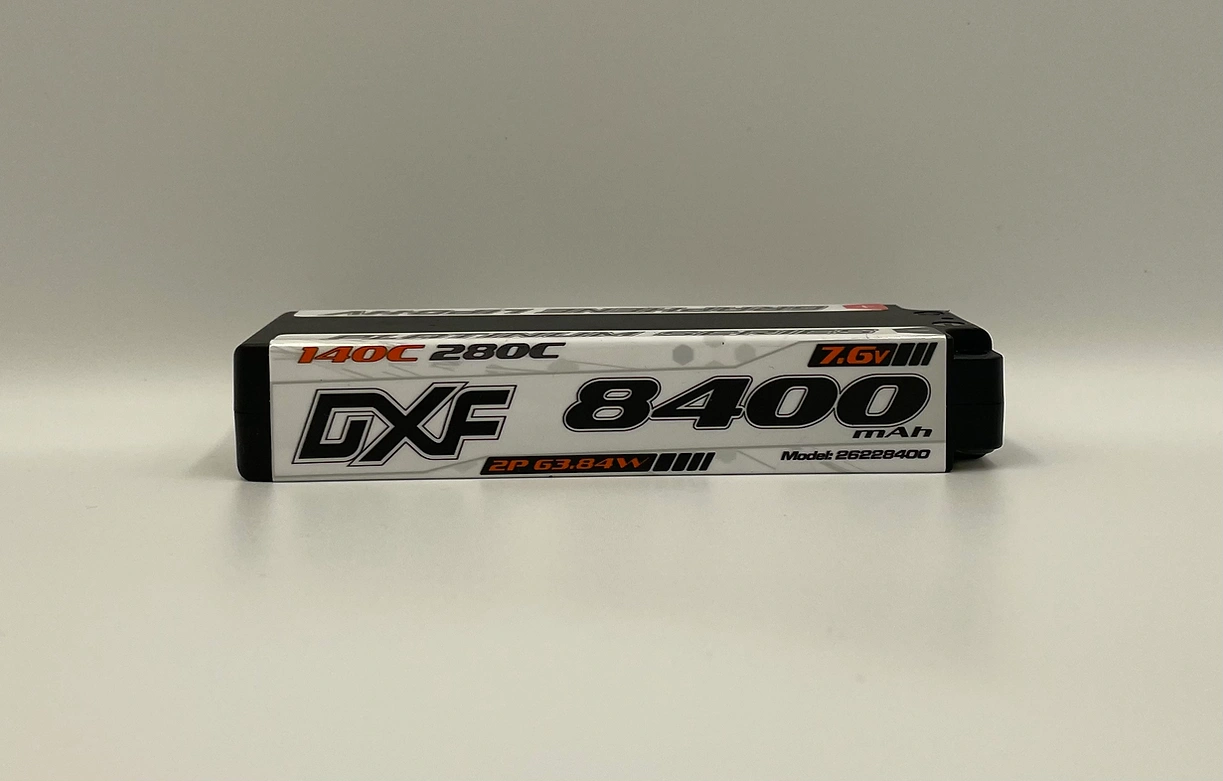 140C 280C
7.6V
DXF
8400
mAh
2P 63.84W
Model: 26228400